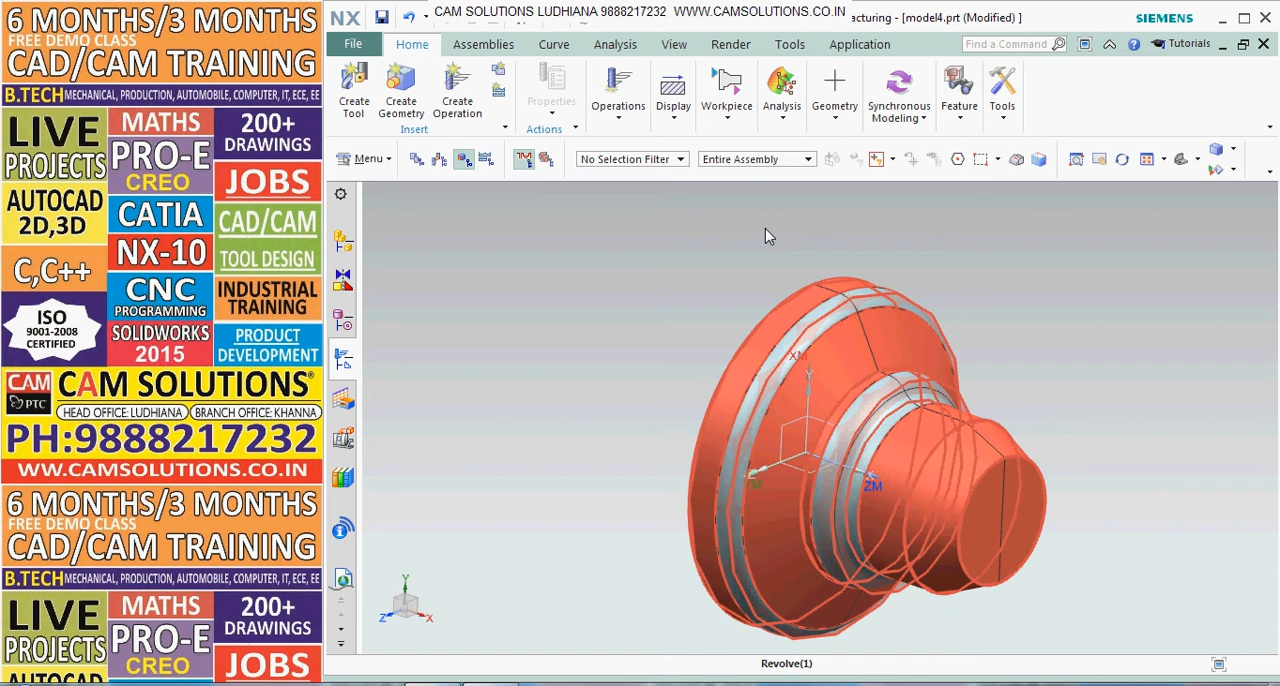 6 MONTHS/3 MONTHS
FREE DEMO CLASS
CAD/CAM TRAINING
B.TECH MECHANICAL, PRODUCTION, AUTOMOBILE, COMPUTER, IT, ECE, EE
LIVE
PROJECTS
MATHS
PRO-E
CREO
200+
DRAWINGS
JOBS
AUTOCAD
2D,3D
CATIA
CAD/CAM
TOOL DESIGN
C,C++
NX-10
CNC
PROGRAMMING
INDUSTRIAL
TRAINING
ISO
9001-2008
CERTIFIED
SOLIDWORKS
2015
PRODUCT
DEVELOPMENT
CAM
PTC
CAM SOLUTIONS®
HEAD OFFICE: LUDHIANA
BRANCH OFFICE: KHANNA
PH:9888217232
WWW.CAMSOLUTIONS.CO.IN
6 MONTHS/3 MONTHS
FREE DEMO CLASS
CAD/CAM TRAINING
B.TECH MECHANICAL, PRODUCTION, AUTOMOBILE, COMPUTER, IT, ECE, EE
LIVE
PROJECTS
MATHS
PRO-E
CREO
200+
DRAWINGS
JOBS
AUTOCAD
NX
CAM SOLUTIONS LUDHIANA 9888217232 WWW.CAMSOLUTIONS.CO.IN
acturing - [model4.prt (Modified) ]
SIEMENS
File
Home
Assemblies
Curve
Analysis
View
Render
Tools
Application
Find a Command
Tutorials
Create
Tool
Create
Geometry
Create
Operation
Insert
Properties
Actions
Operations
Display
Workpiece
Analysis
Geometry
Synchronous
Modeling
Feature
Tools
Menu
No Selection Filter
Entire Assembly
XM
Y
YM
ZM
Y
Z
X
Revolve(1)